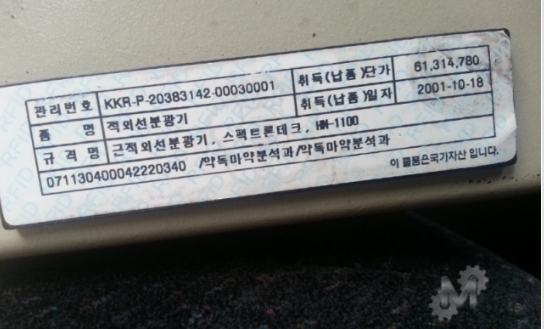 관리번호 KKR-P-20383142-00030001 취득(납품)단가 61,314,780
품 명 적외선분광기 취득(납품)일자 2001-10-18
규격명 근적외선분광기, 스펙트론테크, HN-1100
071130400042220340 /약독마약분석과/약독마약분석과
이 물품은국가자산 입니다.